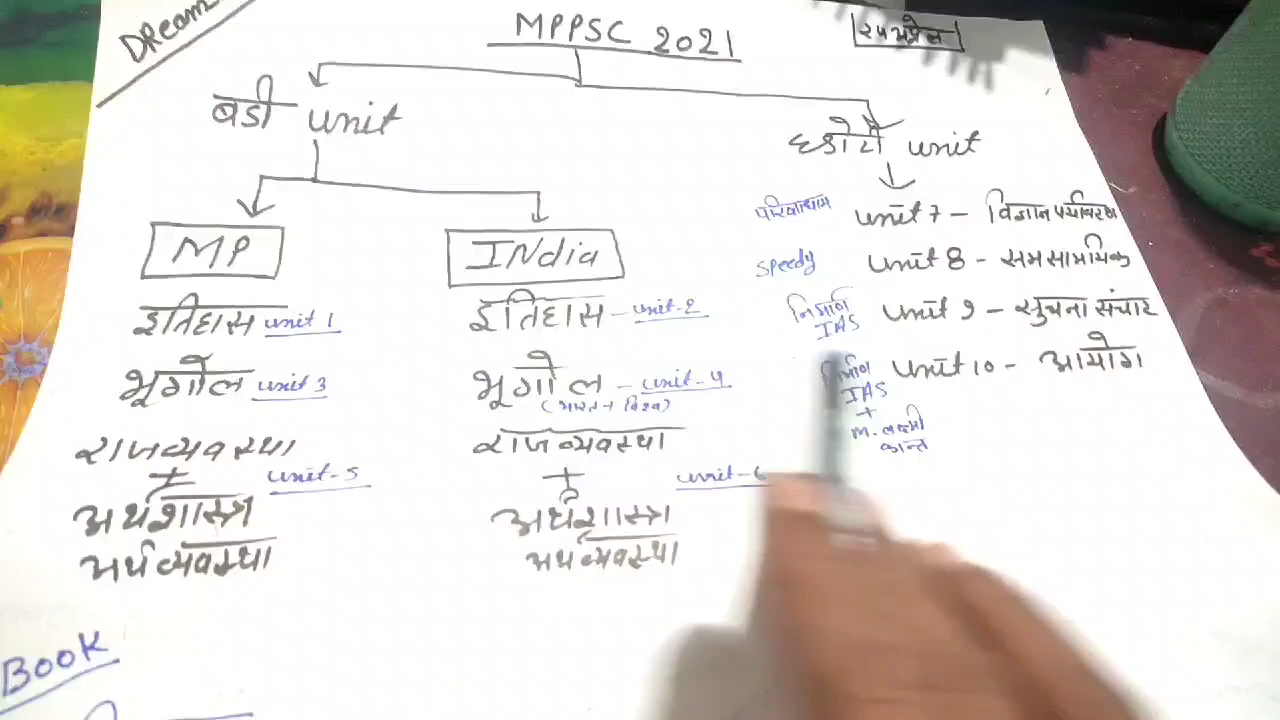 DReam
MPPSC 2021
२५ अप्रेल
बडी unit
छोटी unit
MP
INdia
इतिहास unit 1
भूगोल unit 3
राजव्यवस्था
+
unit-5
अर्थशास्त्र
अर्थव्यवस्था
इतिहास - unit-2
भूगोल - unit-4
(भारत + विश्व)
राजव्यवस्था
+
unit-6
अर्थशास्त्र
अर्थव्यवस्था
unit 7 - विज्ञान पर्यावरण
speedy unit 8 - समसामयिक
निर्माण IAS unit 9 - सुचना संचार
निर्माण IAS unit 10 - आयोग
+
M. लक्ष्मी
कान्त
BOOK